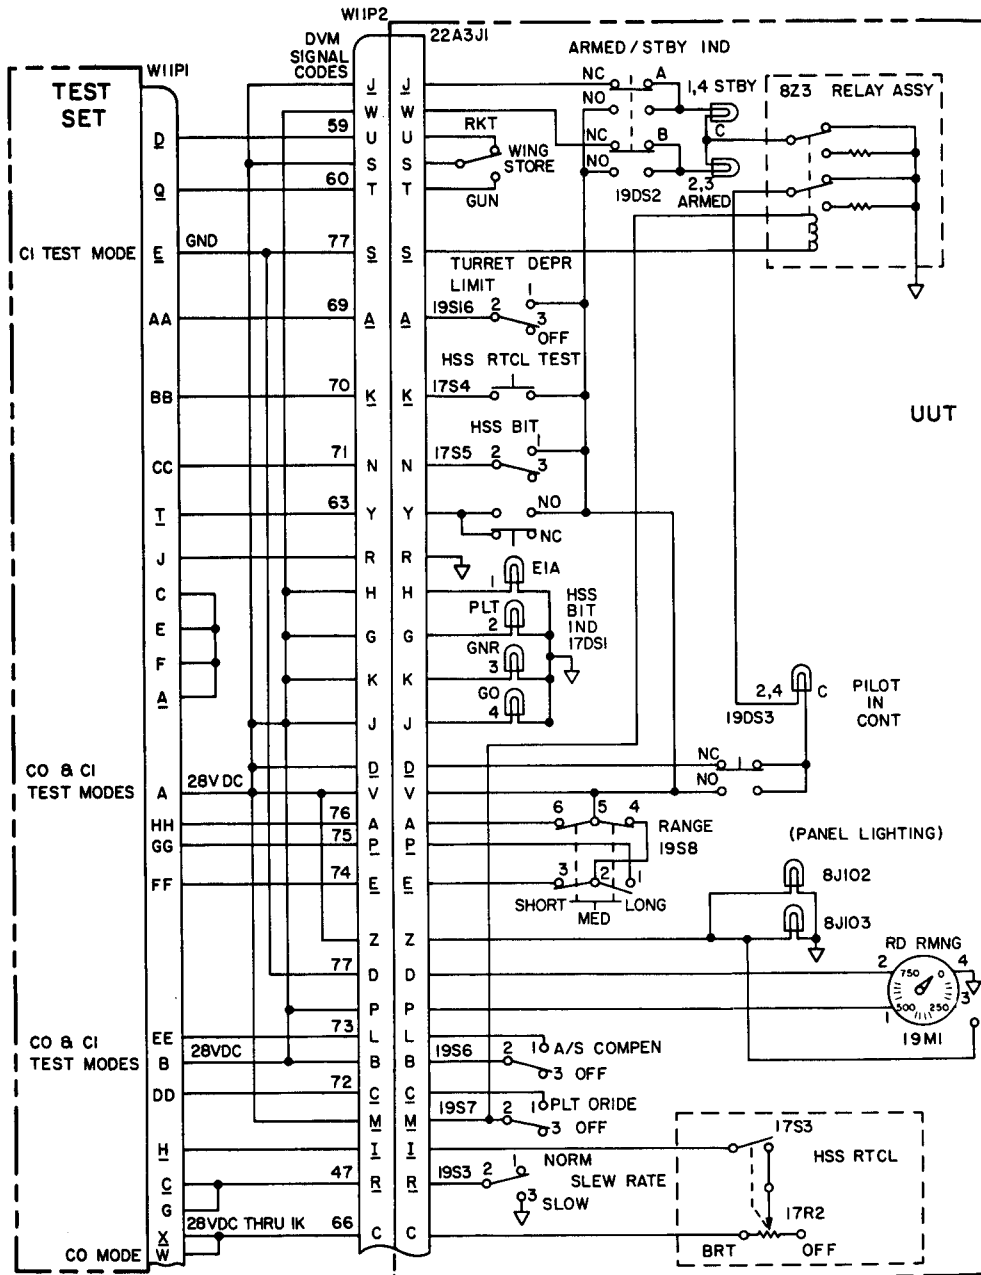 W11P2
DVM
SIGNAL
CODES
22A3J1
ARMED/STBY IND
W11P1
TEST
SET
J J NC A 1,4 STBY 8Z3 RELAY ASSY
W W NO
D 59 U U RKT NC B C
S S WING
STORE
NO
Q 60 T T GUN 19DS2 2,3
ARMED
CI TEST MODE E GND 77 S S
TURRET DEPR
LIMIT
AA 69 A A 19S16 2 1 3
OFF
HSS RTCL TEST
BB 70 K K 17S4
UUT
HSS BIT
CC 71 N N 17S5 2 1 3
T 63 Y Y NO
NC
J R R
E1A
C H H 1
HSS
BIT
IND
17DS1
E G G PLT 2
F K K GNR 3
A J J GO 4
2,4 C PILOT
IN
CONT
19DS3
CO & CI
TEST MODES
D D NC
A 28V DC V V NO
HH 76 A A 6 5 4 RANGE
19S8
GG 75 P P
(PANEL LIGHTING)
FF 74 E E 3 2 1
SHORT MED LONG
8J102
8J103
Z Z
RD RMNG
77 D D 2 750 0 4
P P 1 500 250 3
19M1
CO & CI
TEST MODES
EE 73 L L 1 A/S COMPEN
B 28VDC B B 19S6 2 3 OFF
DD 72 C C 1 PLT ORIDE
M M 19S7 2 3 OFF
H I I 17S3
HSS RTCL
C 47 R R 19S3 2 1 NORM
SLEW RATE
3 SLOW
G
X 28VDC THRU 1K 66 C C BRT 17R2 OFF
CO MODE W